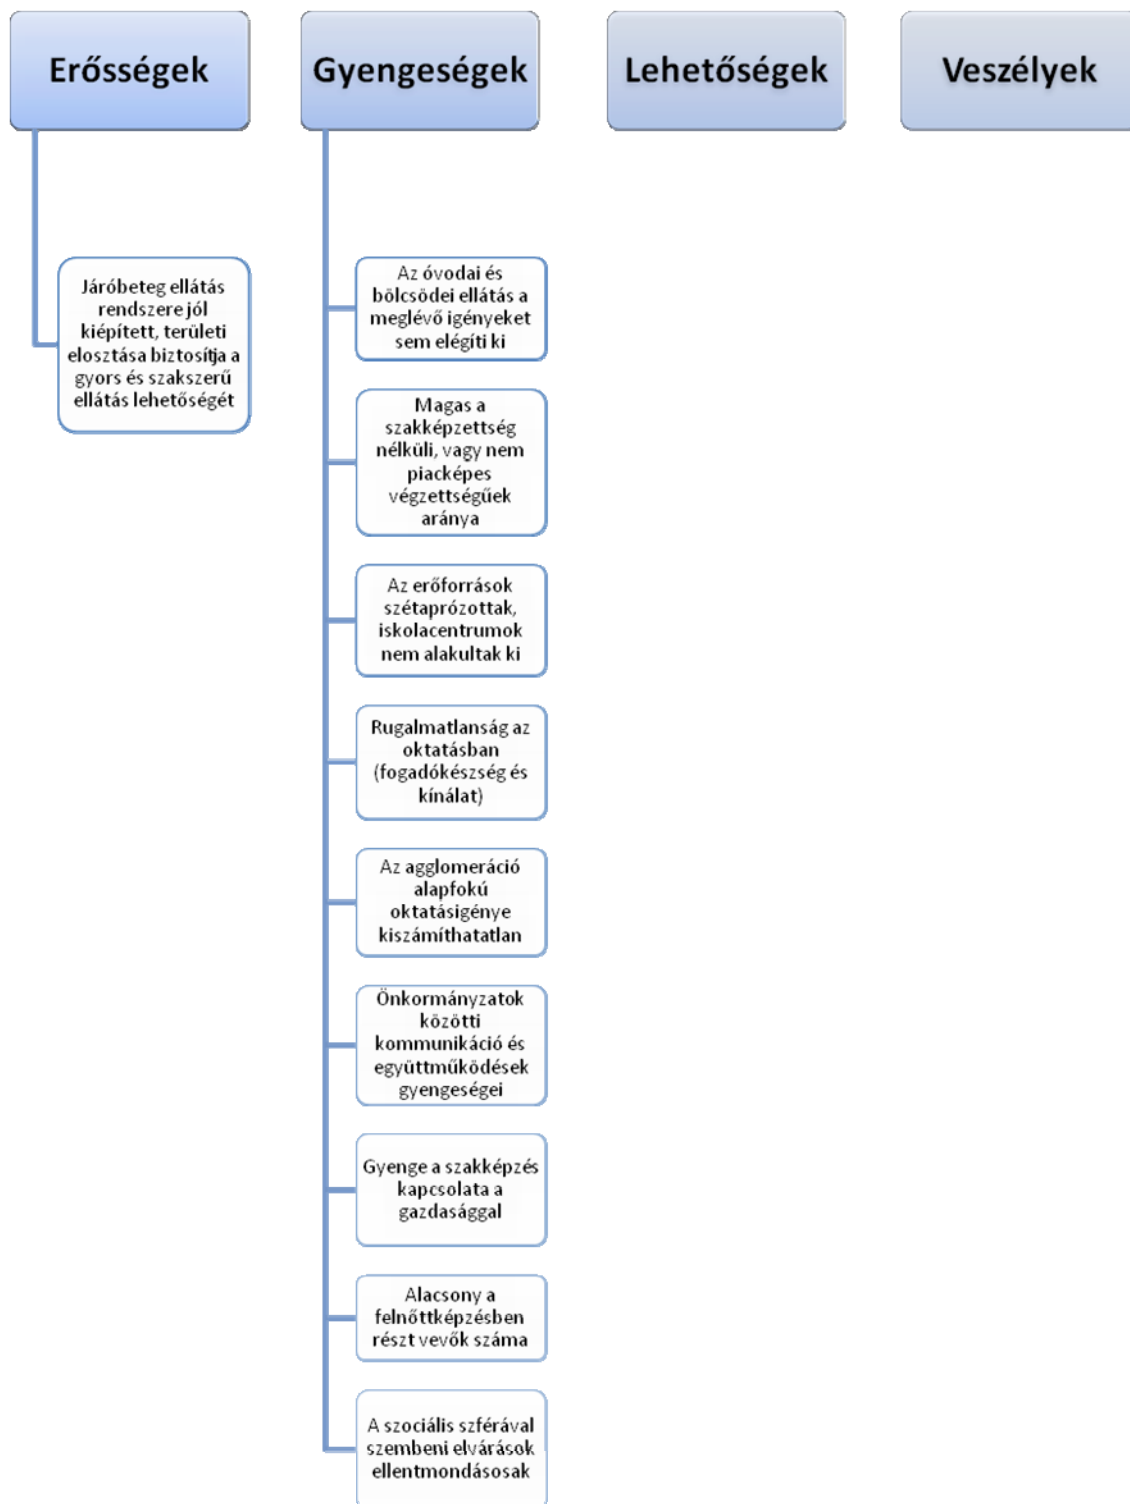 Erősségek
Gyengeségek
Lehetőségek
Veszélyek
Járóbeteg ellátás
rendszere jól
kiépített, területi
elosztása biztosítja a
gyors és szakszerű
ellátás lehetőségét
Az óvodai és
bölcsödei ellátás a
meglévő igényeket
sem elégíti ki
Magas a
szakképzettség
nélküli, vagy nem
piacképes
végzettségűek
aránya
Az erőforrások
szétaprózottak,
iskolacentrumok
nem alakultak ki
Rugalmatlanság az
oktatásban
(fogadókészség és
kínálat)
Az agglomeráció
alapfokú
oktatásigénye
kiszámíthatatlan
Önkormányzatok
közötti
kommunikáció és
együttműködések
gyengeségei
Gyenge a szakképzés
kapcsolata a
gazdasággal
Alacsony a
felnőttképzésben
részt vevők száma
A szociális szférával
szembeni elvárások
ellentmondásosak